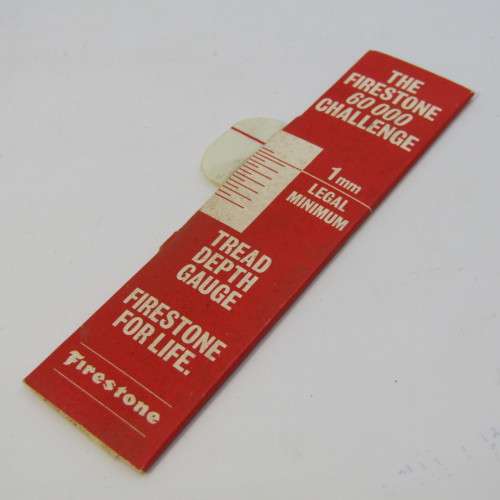 THE
FIRESTONE
60 000
CHALLENGE
1mm
LEGAL
MINIMUM
TREAD
DEPTH
GAUGE
FIRESTONE
FOR LIFE.
Firestone